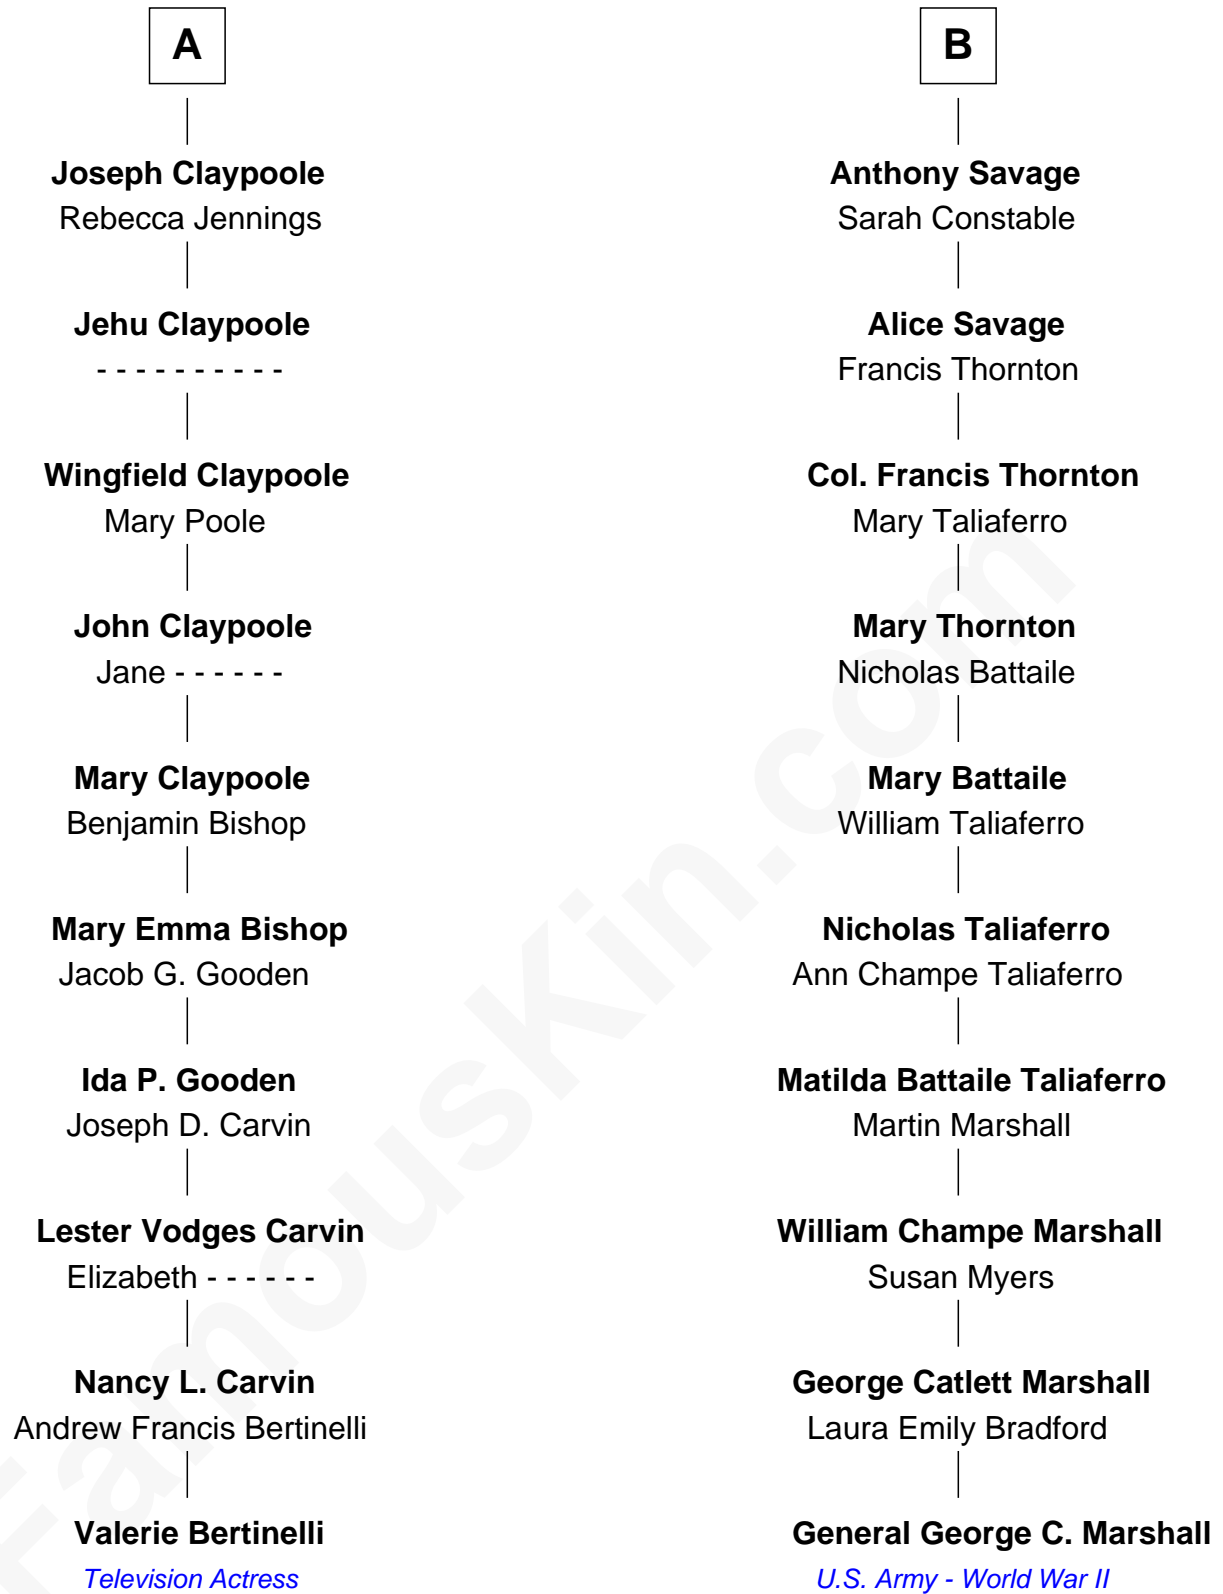 A
Joseph Claypoole
Rebecca Jennings
Jehu Claypoole
- - - - - - - - - -
Wingfield Claypoole
Mary Poole
John Claypoole
Jane - - - - - -
Mary Claypoole
Benjamin Bishop
Mary Emma Bishop
Jacob G. Gooden
Ida P. Gooden
Joseph D. Carvin
Lester Vodges Carvin
Elizabeth - - - - - -
Nancy L. Carvin
Andrew Francis Bertinelli
Valerie Bertinelli
Television Actress
B
Anthony Savage
Sarah Constable
Alice Savage
Francis Thornton
Col. Francis Thornton
Mary Taliaferro
Mary Thornton
Nicholas Battaile
Mary Battaile
William Taliaferro
Nicholas Taliaferro
Ann Champe Taliaferro
Matilda Battaile Taliaferro
Martin Marshall
William Champe Marshall
Susan Myers
George Catlett Marshall
Laura Emily Bradford
General George C. Marshall
U.S. Army - World War II
FamousKin.com